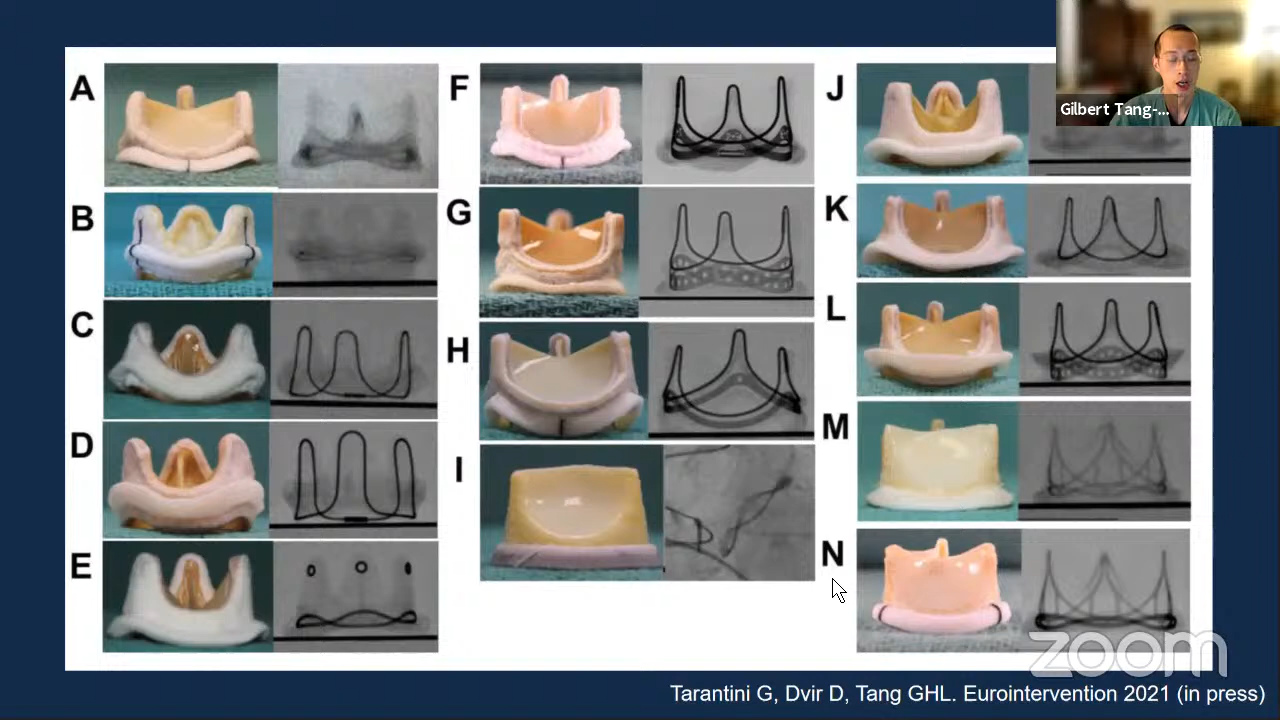 A
B
C
D
E
F
G
H
I
J
K
L
M
N
Gilbert Tang-...
zoom
Tarantini G, Dvir D, Tang GHL. Eurointervention 2021 (in press)